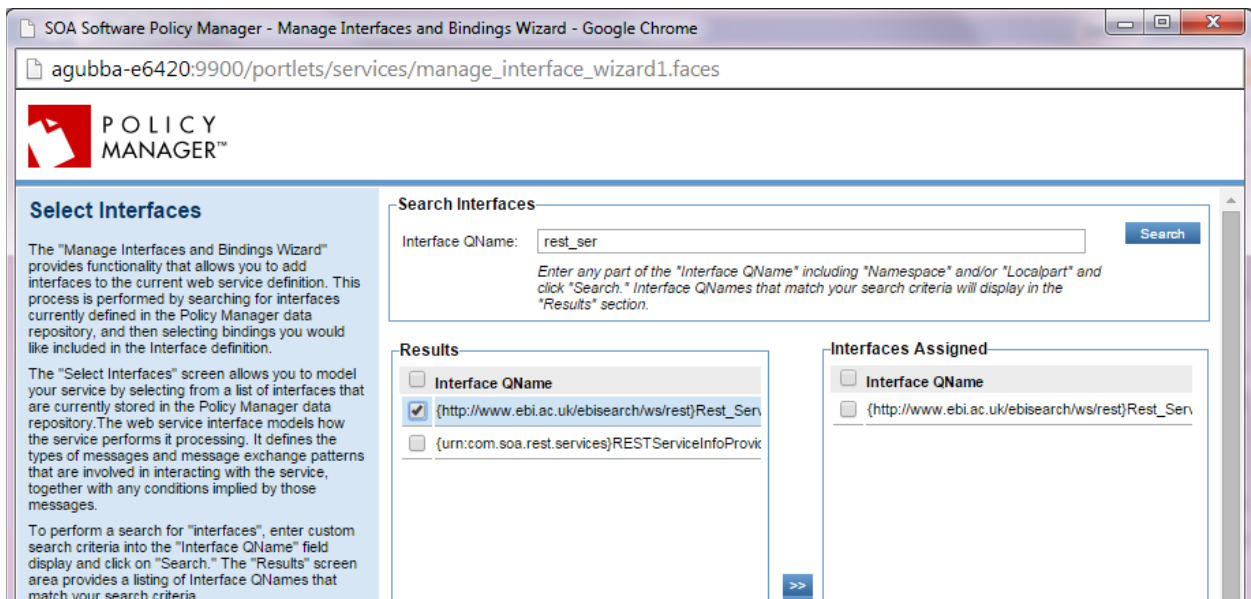 SOA Software Policy Manager - Manage Interfaces and Bindings Wizard - Google Chrome
agubba-e6420:9900/portlets/services/manage_interface_wizard1.faces
POLICY
MANAGER™
Select Interfaces
The "Manage Interfaces and Bindings Wizard"
provides functionality that allows you to add
interfaces to the current web service definition. This
process is performed by searching for interfaces
currently defined in the Policy Manager data
repository, and then selecting bindings you would
like included in the Interface definition.
The "Select Interfaces" screen allows you to model
your service by selecting from a list of interfaces that
are currently stored in the Policy Manager data
repository.The web service interface models how
the service performs it processing. It defines the
types of messages and message exchange patterns
that are involved in interacting with the service,
together with any conditions implied by those
messages.
To perform a search for "interfaces", enter custom
search criteria into the "Interface QName" field
display and click on "Search." The "Results" screen
area provides a listing of Interface QNames that
match your search criteria.
Search Interfaces
Interface QName: rest_ser
Search
Enter any part of the "Interface QName" including "Namespace" and/or "Localpart" and
click "Search." Interface QNames that match your search criteria will display in the
"Results" section.
Results
Interface QName
{http://www.ebi.ac.uk/ebisearch/ws/rest}Rest_Serv
{urn:com.soa.rest.services}RESTServiceInfoProvic
>>
Interfaces Assigned
Interface QName
{http://www.ebi.ac.uk/ebisearch/ws/rest}Rest_Serv